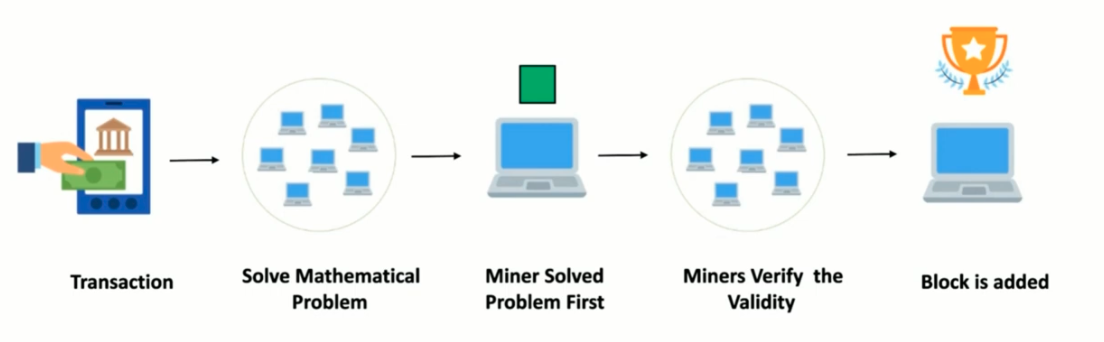 Transaction
Solve Mathematical
Problem
Miner Solved
Problem First
Miners Verify the
Validity
Block is added